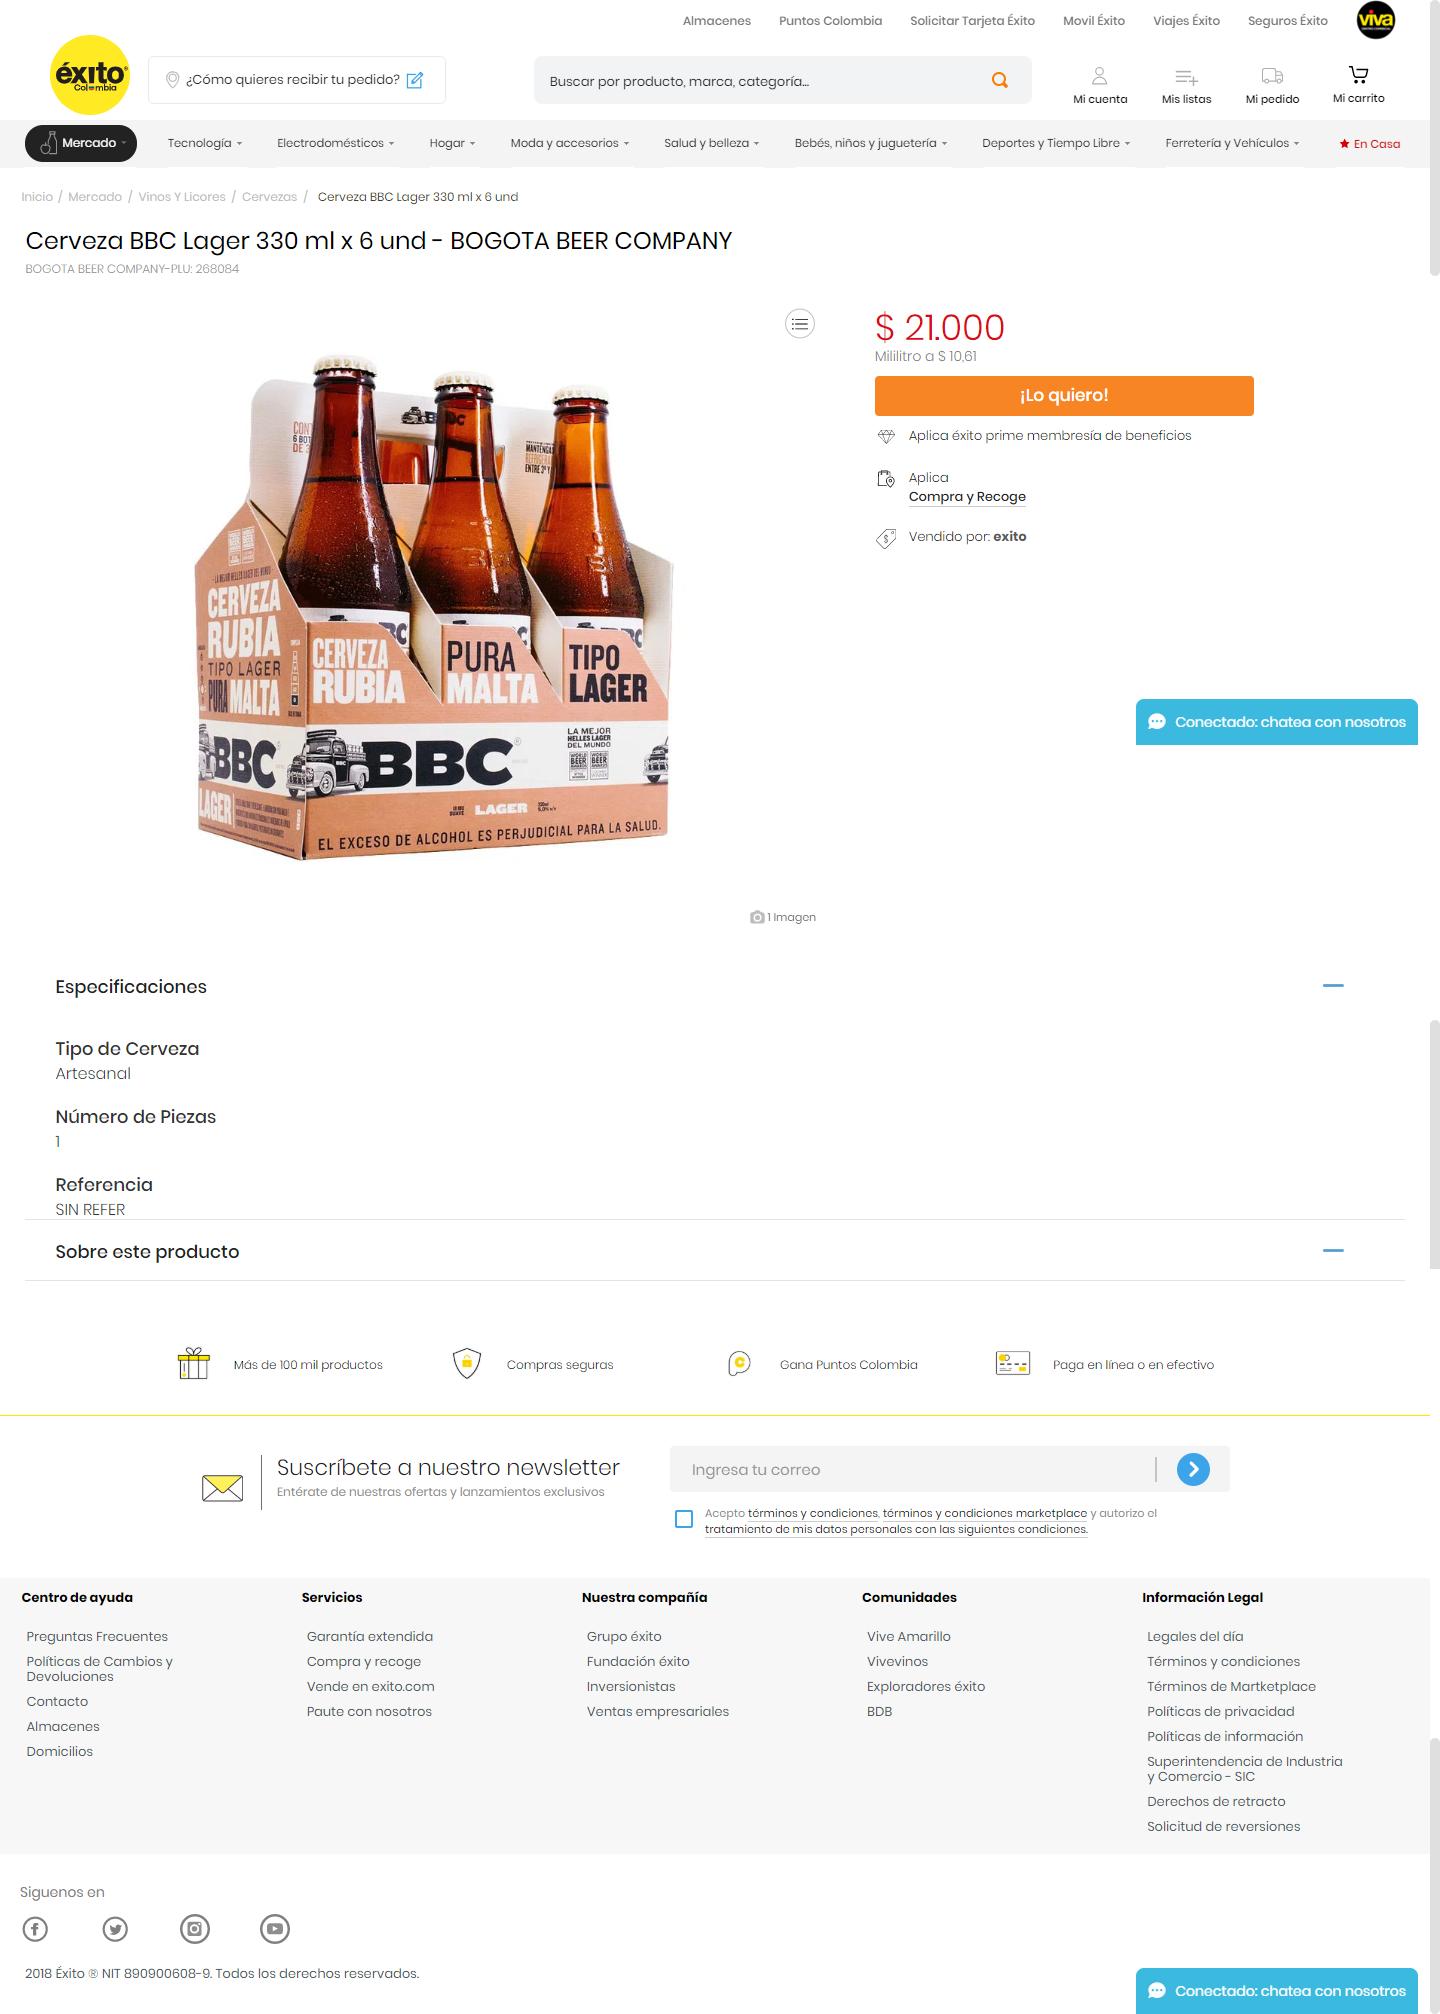 Almacenes Puntos Colombia Solicitar Tarjeta Éxito Movil Éxito Viajes Éxito Seguros Éxito viva
éxito
Colombia
¿Cómo quieres recibir tu pedido?
Buscar por producto, marca, categoría...
Mi cuenta Mis listas Mi pedido Mi carrito
Mercado Tecnología Electrodomésticos Hogar Moda y accesorios Salud y belleza Bebés, niños y juguetería Deportes y Tiempo Libre Ferretería y Vehículos En Casa
Inicio / Mercado / Vinos Y Licores / Cervezas / Cerveza BBC Lager 330 ml x 6 und
Cerveza BBC Lager 330 ml x 6 und - BOGOTA BEER COMPANY
BOGOTA BEER COMPANY-PLU: 268084
$ 21.000
Mililitro a $ 10,61
¡Lo quiero!
Aplica éxito prime membresía de beneficios
Aplica
Compra y Recoge
Vendido por: exito
CERVEZA
RUBIA
TIPO LAGER
PURA MALTA
BBC
LAGER
CERVEZA
RUBIA
PURA
MALTA
TIPO
LAGER
BBC
LA MEJOR
HELLES LAGER
DEL MUNDO
WORLD BEER AWARDS
WORLD BEER AWARDS
LAGER
EL EXCESO DE ALCOHOL ES PERJUDICIAL PARA LA SALUD.
Conectado: chatea con nosotros
1 Imagen
Especificaciones
Tipo de Cerveza
Artesanal
Número de Piezas
1
Referencia
SIN REFER
Sobre este producto
Más de 100 mil productos Compras seguras Gana Puntos Colombia Paga en línea o en efectivo
Suscríbete a nuestro newsletter
Entérate de nuestras ofertas y lanzamientos exclusivos
Ingresa tu correo
Acepto términos y condiciones, términos y condiciones marketplace y autorizo el
tratamiento de mis datos personales con las siguientes condiciones.
Centro de ayuda
Preguntas Frecuentes
Políticas de Cambios y
Devoluciones
Contacto
Almacenes
Domicilios
Servicios
Garantía extendida
Compra y recoge
Vende en exito.com
Paute con nosotros
Nuestra compañía
Grupo éxito
Fundación éxito
Inversionistas
Ventas empresariales
Comunidades
Vive Amarillo
Vivevinos
Exploradores éxito
BDB
Información Legal
Legales del día
Términos y condiciones
Términos de Martketplace
Políticas de privacidad
Políticas de información
Superintendencia de Industria
y Comercio - SIC
Derechos de retracto
Solicitud de reversiones
Siguenos en
2018 Éxito ® NIT 890900608-9. Todos los derechos reservados.
Conectado: chatea con nosotros